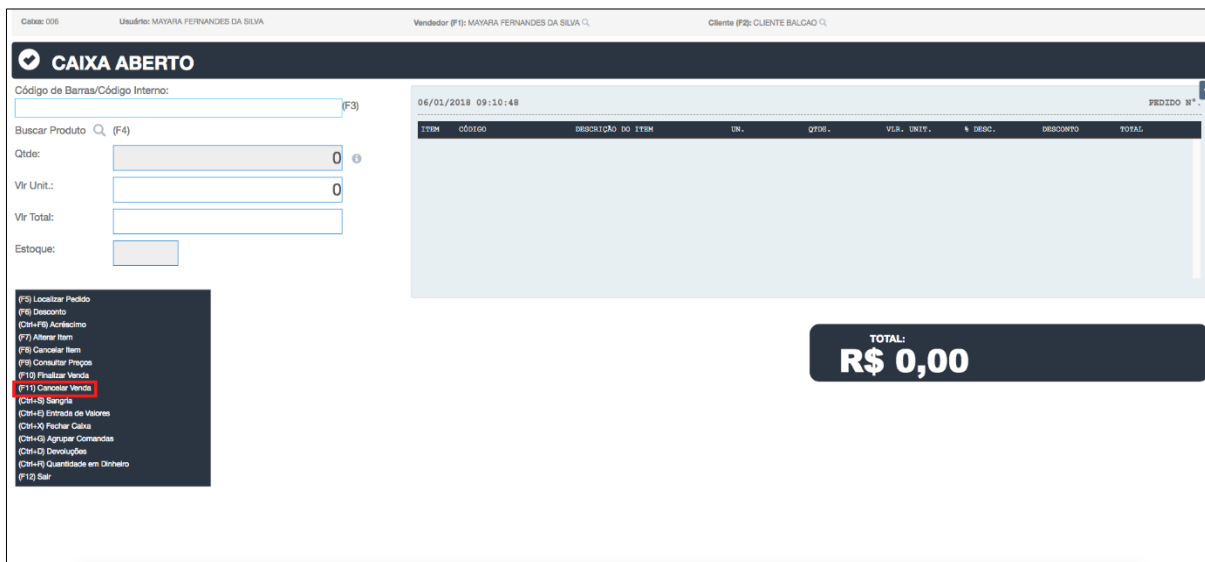 Caixa: 006 Usuário: MAYARA FERNANDES DA SILVA Vendedor (F1): MAYARA FERNANDES DA SILVA Cliente (F2): CLIENTE BALCAO
CAIXA ABERTO
Código de Barras/Código Interno:
(F3)
Buscar Produto (F4)
Qtde: 0
Vlr Unit.: 0
Vlr Total:
Estoque:
06/01/2018 09:10:48 PEDIDO Nº.
ITEM CÓDIGO DESCRIÇÃO DO ITEM UN. QTDE. VLR. UNIT. % DESC. DESCONTO TOTAL
(F5) Localizar Pedido
(F6) Desconto
(Ctrl+F6) Acréscimo
(F7) Alterar Item
(F8) Cancelar Item
(F9) Consultar Preços
(F10) Finalizar Venda
(F11) Cancelar Venda
(Ctrl+S) Sangria
(Ctrl+E) Entrada de Valores
(Ctrl+X) Fechar Caixa
(Ctrl+G) Agrupar Comandas
(Ctrl+D) Devoluções
(Ctrl+R) Quantidade em Dinheiro
(F12) Sair
TOTAL:
R$ 0,00